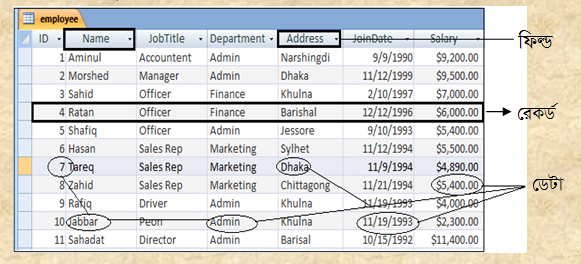 employee
ID Name JobTitle Department Address JoinDate Salary
ফিল্ড
1 Aminul Accountent Admin Narshingdi 9/9/1990 $9,200.00
2 Morshed Manager Admin Dhaka 11/12/1999 $9,500.00
3 Sahid Officer Finance Khulna 2/10/1997 $7,000.00
4 Ratan Officer Finance Barishal 12/12/1996 $6,000.00
রেকর্ড
5 Shafiq Officer Admin Jessore 9/10/1993 $5,400.00
6 Hasan Sales Rep Marketing Sylhet 11/12/1994 $5,500.00
7 Tareq Sales Rep Marketing Dhaka 11/9/1994 $4,890.00
8 Zahid Sales Rep Marketing Chittagong 11/21/1994 $5,400.00
ডেটা
9 Rafiq Driver Admin Khulna 11/19/1993 $4,000.00
10 Jabbar Peon Admin Khulna 11/19/1993 $2,300.00
11 Sahadat Director Admin Barisal 10/15/1992 $11,400.00